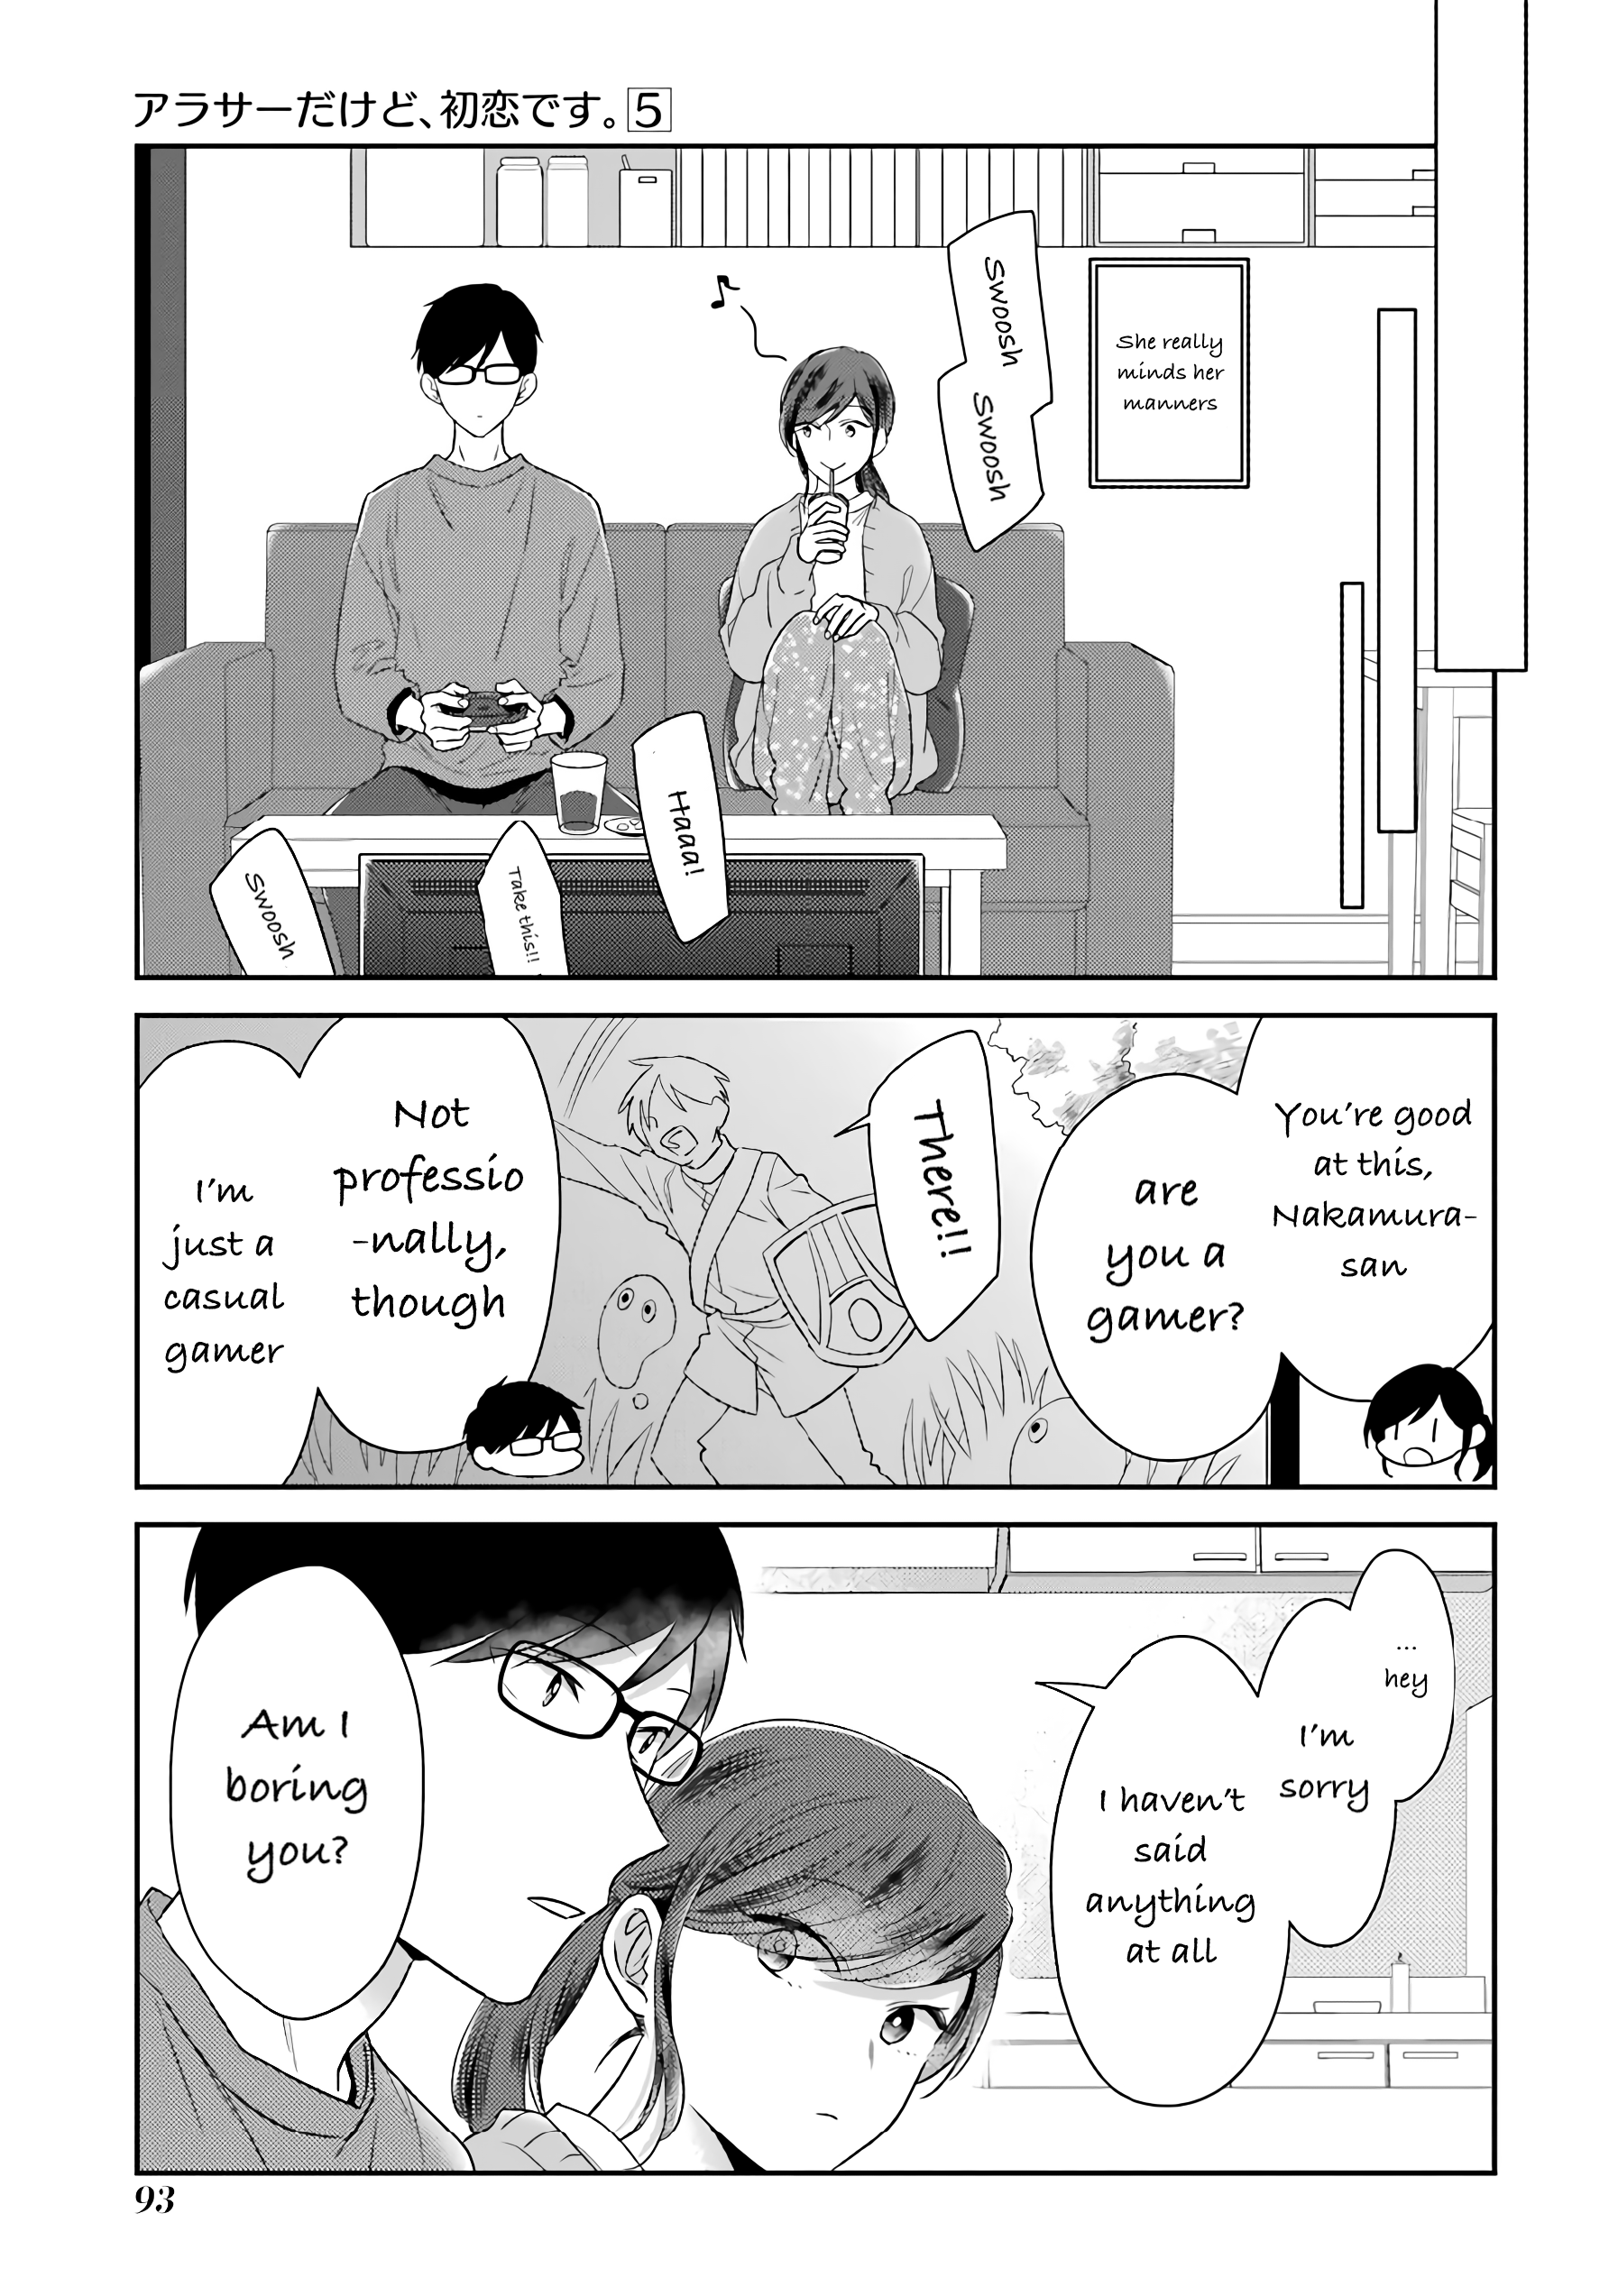 アラサーだけど、初恋です。5
She really
minds her
manners
Swoosh
Swoosh
Haaa!
Take this!!
Swoosh
You're good
at this,
Nakamura-
san
are
you a
gamer?
There!!
Not
professio
-nally,
though
I'm
just a
casual
gamer
...
hey
I'm
sorry
I haven't
said
anything
at all
Am I
boring
you?
93